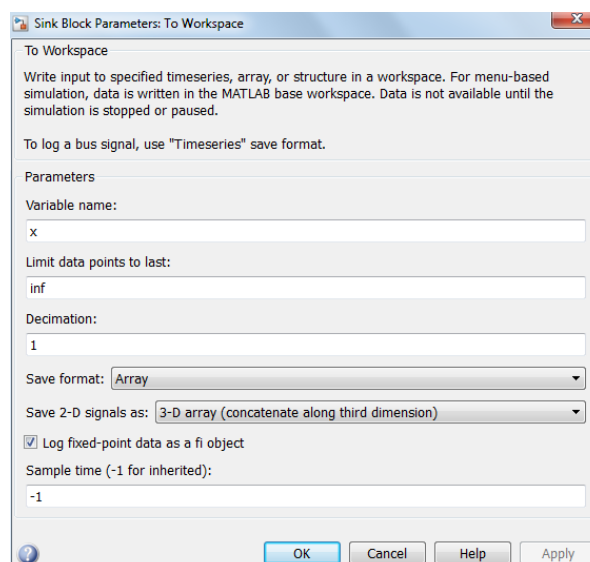 Sink Block Parameters: To Workspace
To Workspace
Write input to specified timeseries, array, or structure in a workspace. For menu-based
simulation, data is written in the MATLAB base workspace. Data is not available until the
simulation is stopped or paused.
To log a bus signal, use "Timeseries" save format.
Parameters
Variable name:
x
Limit data points to last:
inf
Decimation:
1
Save format: Array
Save 2-D signals as: 3-D array (concatenate along third dimension)
Log fixed-point data as a fi object
Sample time (-1 for inherited):
-1
OK Cancel Help Apply